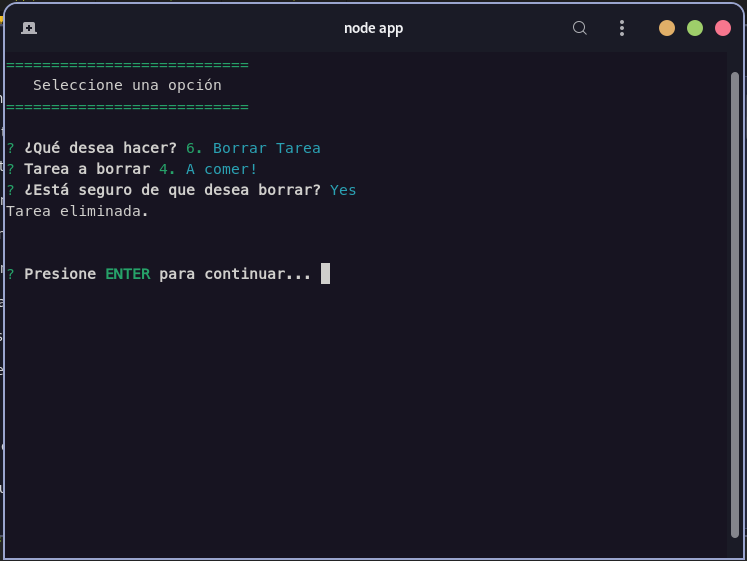 node app
===========================
Seleccione una opción
===========================
? ¿Qué desea hacer? 6. Borrar Tarea
? Tarea a borrar 4. A comer!
? ¿Está seguro de que desea borrar? Yes
Tarea eliminada.
? Presione ENTER para continuar...